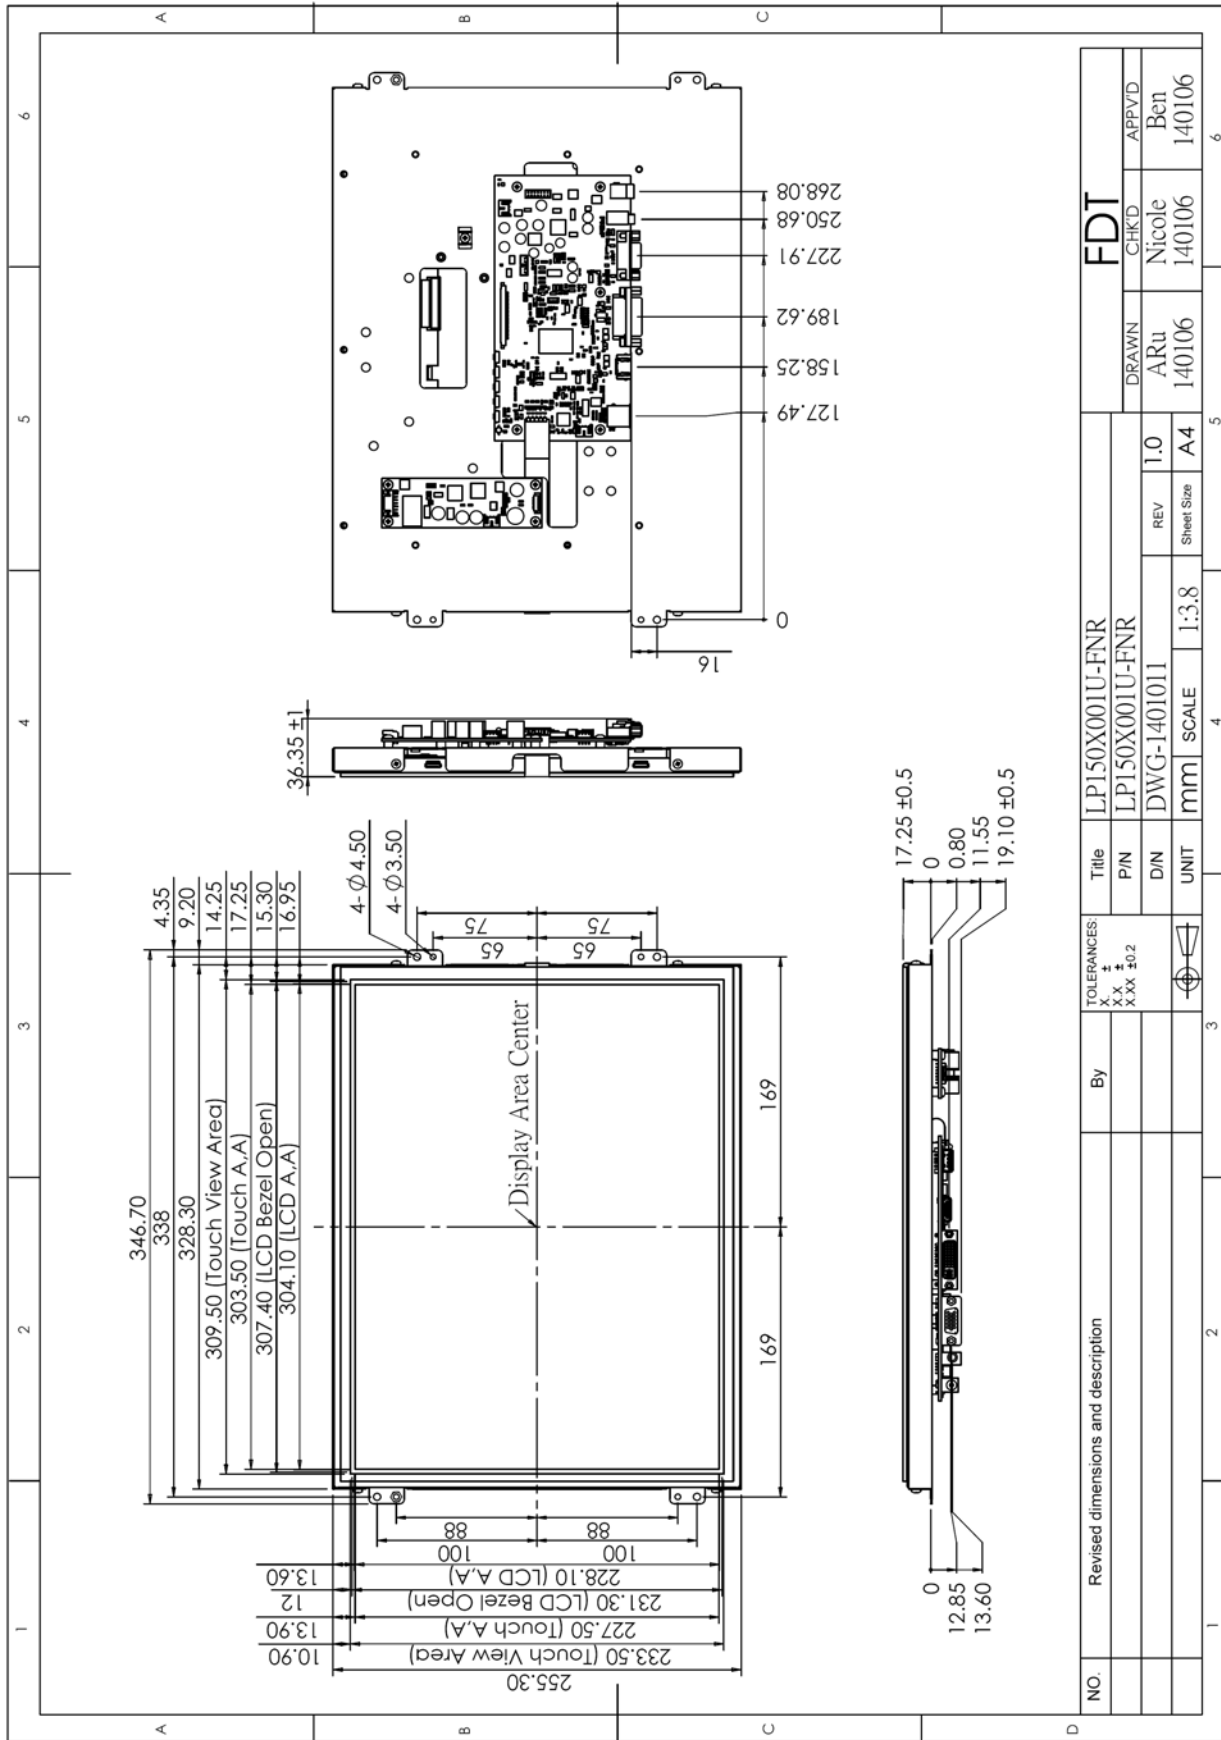 1 2 3 4 5 6
A
B
C
346.70
338
328.30
309.50 (Touch View Area)
303.50 (Touch A,A)
307.40 (LCD Bezel Open)
304.10 (LCD A,A)
4.35
9.20
14.25
17.25
15.30
16.95
4-Ø4.50
4-Ø3.50
75
65
65
75
Display Area Center
169 169
88
100
88
100
228.10 (LCD A,A)
13.60
231.30 (LCD Bezel Open)
12
227.50 (Touch A,A)
13.90
233.50 (Touch View Area)
10.90
255.30
36.35 ±1
16
0
127.49
158.25
189.62
227.91
250.68
268.08
17.25 ±0.5
0
0.80
11.55
19.10 ±0.5
0
12.85
13.60
A
B
C
D
NO. Revised dimensions and description By
TOLERANCES:
X. ±
X.X ±
X.XX ±0.2
Title LP150X001U-FNR
P/N LP150X001U-FNR
D/N DWG-1401011 REV 1.0
UNIT mm SCALE 1:3.8 Sheet Size A4
FDT
DRAWN CHK'D APPV'D
ARu Nicole Ben
140106 140106 140106
1 2 3 4 5 6